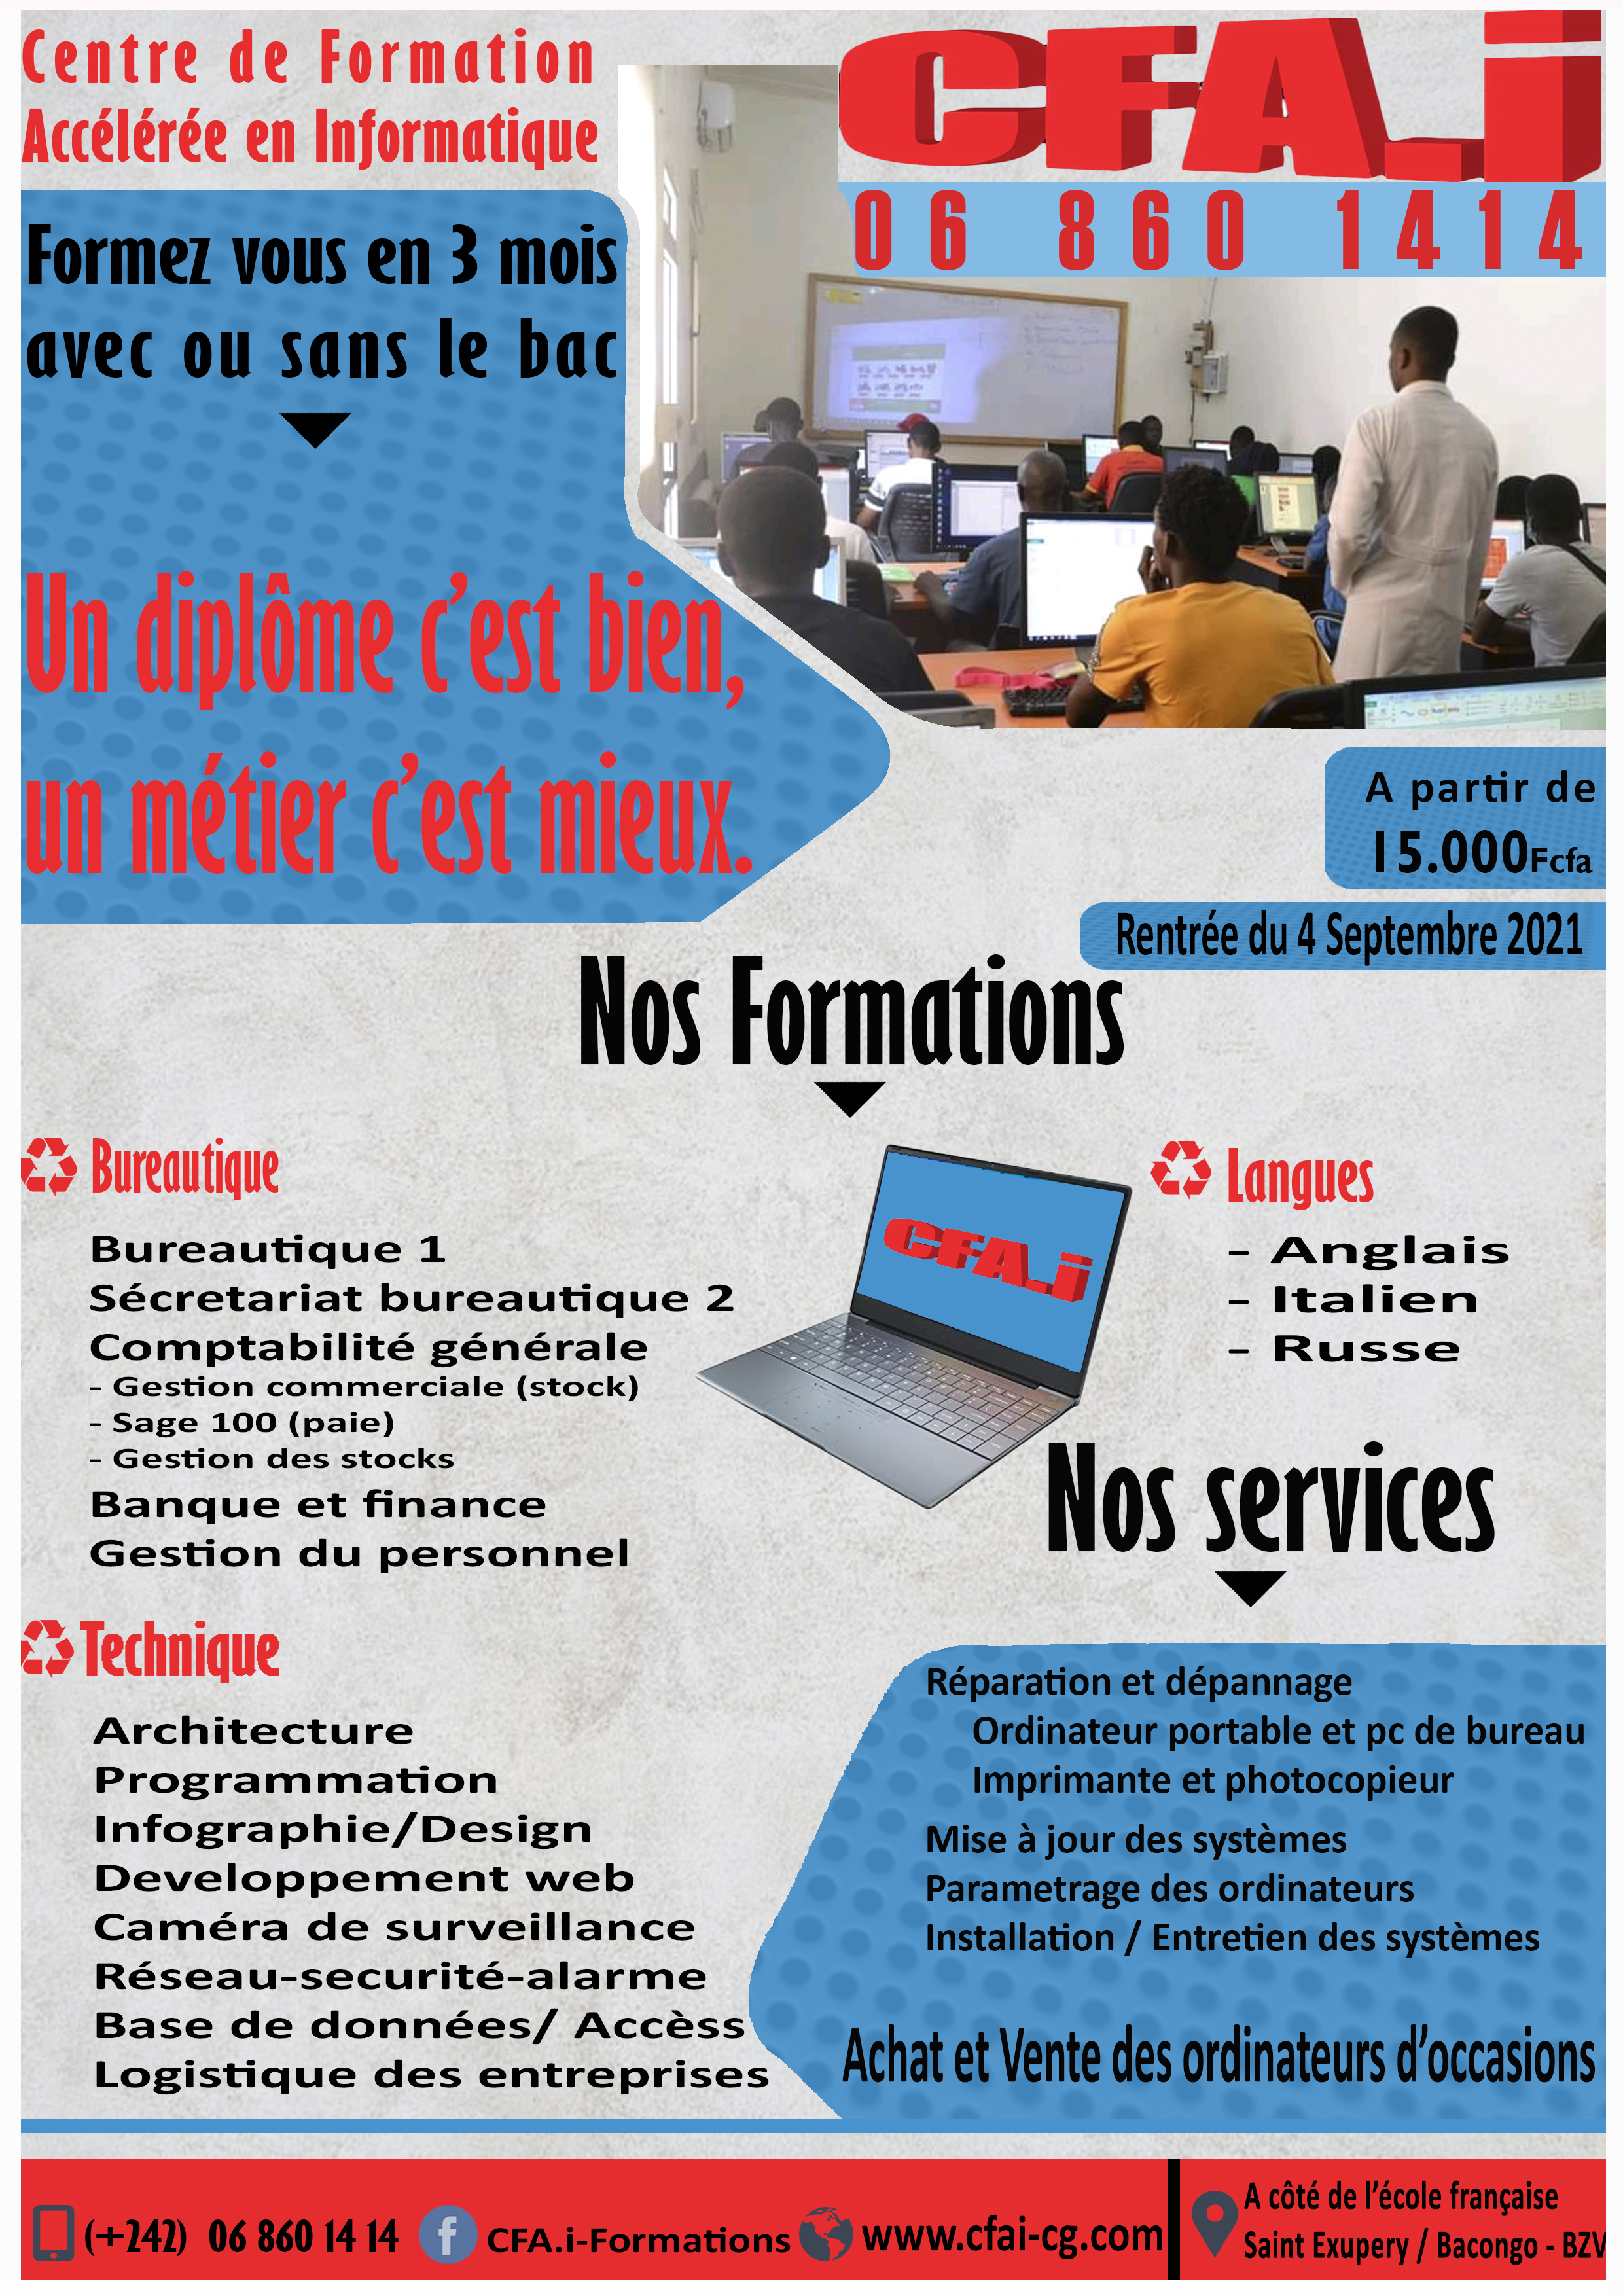 Centre de Formation
Accélérée en Informatique
CFA.i
06 860 1414
Formez vous en 3 mois
avec ou sans le bac
Un diplôme c'est bien,
un métier c'est mieux.
A partir de
15.000Fcfa
Rentrée du 4 Septembre 2021
Nos Formations
Bureautique
Bureautique 1
Sécretariat bureautique 2
Comptabilité générale
- Gestion commerciale (stock)
- Sage 100 (paie)
- Gestion des stocks
Banque et finance
Gestion du personnel
CFA.i
Langues
- Anglais
- Italien
- Russe
Technique
Architecture
Programmation
Infographie/Design
Developpement web
Caméra de surveillance
Réseau-securité-alarme
Base de données/ Accèss
Logistique des entreprises
Nos services
Réparation et dépannage
Ordinateur portable et pc de bureau
Imprimante et photocopieur
Mise à jour des systèmes
Parametrage des ordinateurs
Installation / Entretien des systèmes
Achat et Vente des ordinateurs d'occasions
(+242) 06 860 14 14
CFA.i-Formations
www.cfai-cg.com
A côté de l'école française
Saint Exupery / Bacongo - BZV